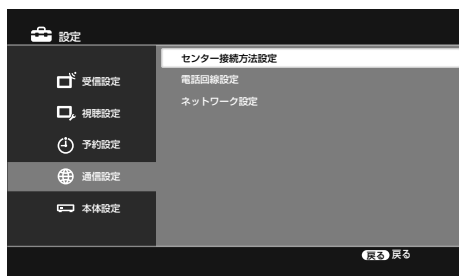 設定
受信設定
視聴設定
予約設定
通信設定
本体設定
センター接続方法設定
電話回線設定
ネットワーク設定
戻る 戻る